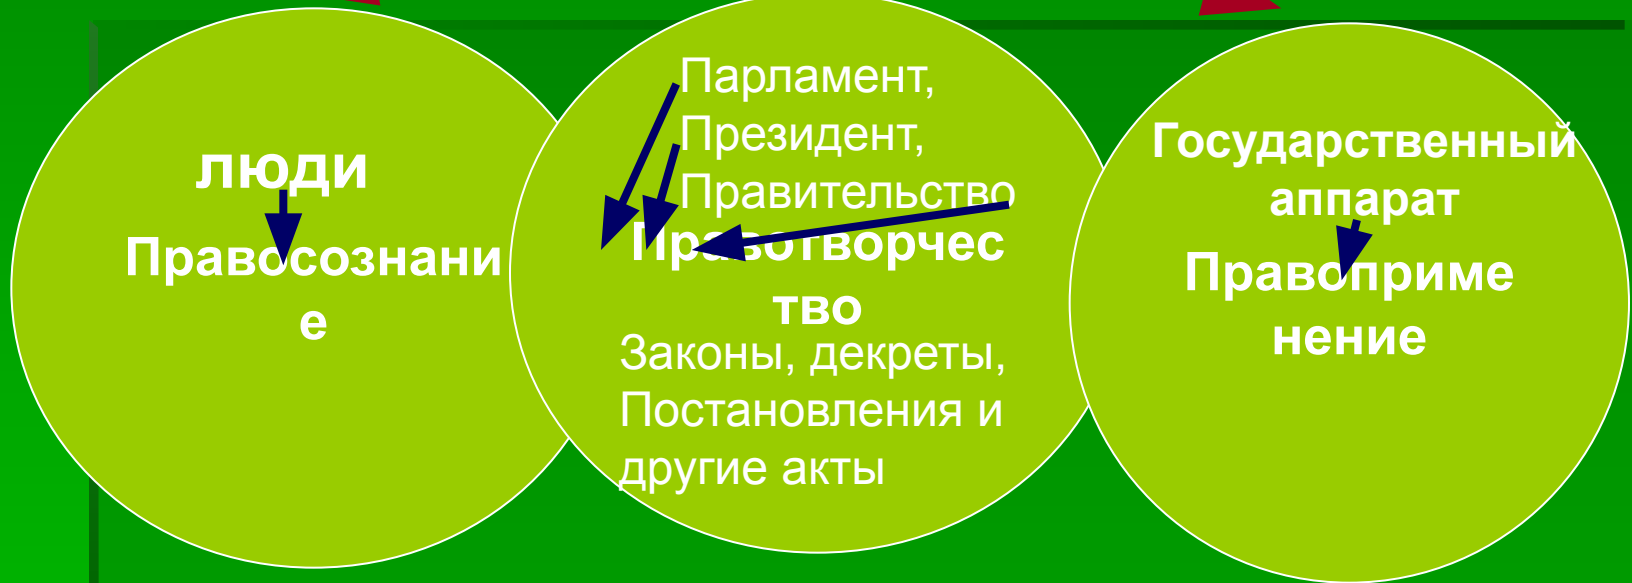 люди
Правосознани
е
Парламент,
Президент,
Правительство
Правотворчес
тво
Законы, декреты,
Постановления и
другие акты
Государственный
аппарат
Правоприме
нение